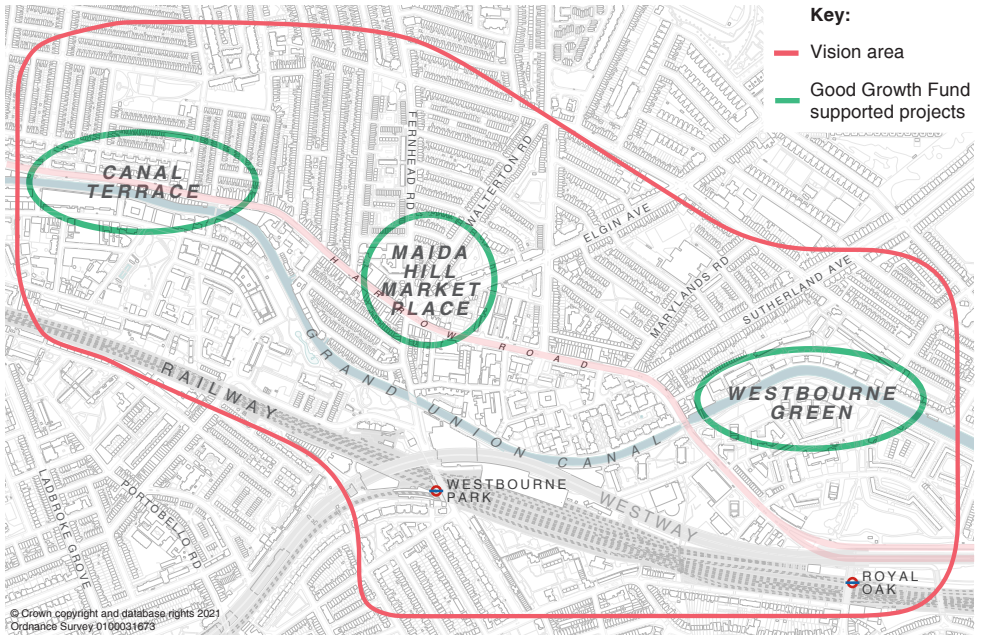 Key:
Vision area
Good Growth Fund
supported projects
FERNHEAD RD
WALTERTON RD
CANAL
TERRACE
ELGIN AVE
MAIDA
HILL
MARKET
PLACE
HARROW ROAD
MARYLANDS RD
SUTHERLAND AVE
GRAND UNION CANAL
RAILWAY
WESTBOURNE
GREEN
WESTBOURNE
PARK
WESTWAY
LADBROKE GROVE
PORTOBELLO RD
ROYAL
OAK
© Crown copyright and database rights 2021
Ordnance Survey 0100031673